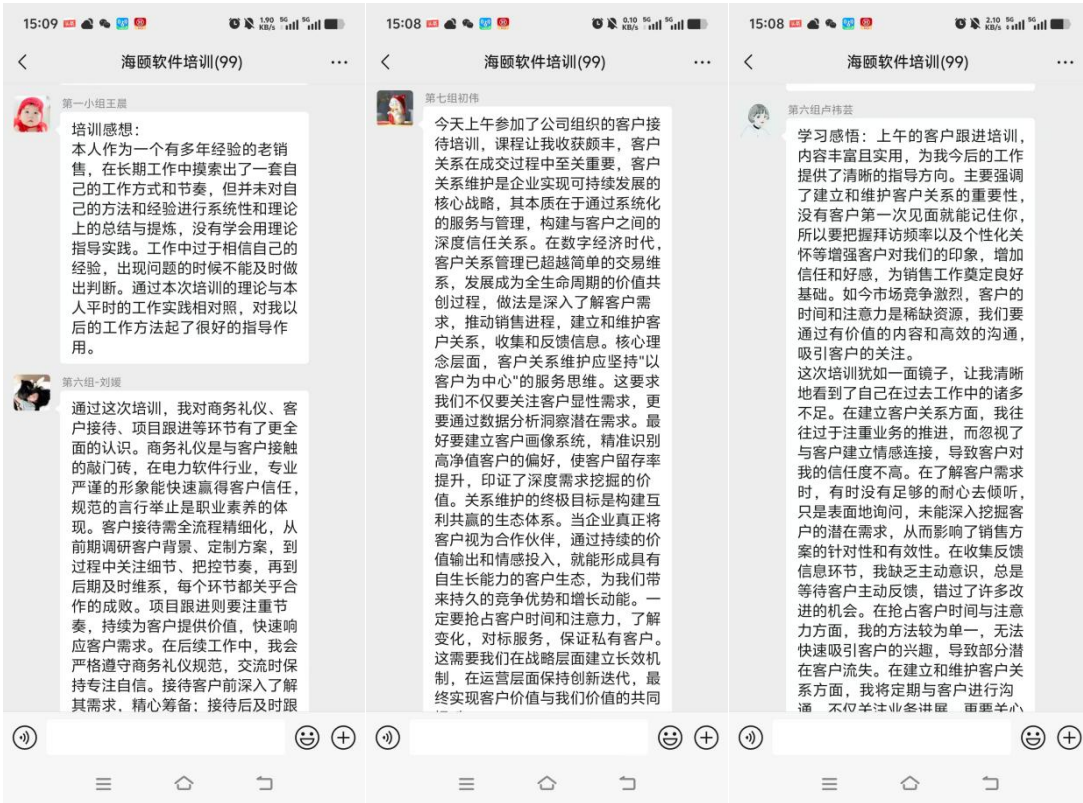 15:09
1.90 KB/s 5G 5G
海颐软件培训(99)
第一小组王晨
培训感想：
本人作为一个有多年经验的老销
售，在长期工作中摸索出了一套自
己的工作方式和节奏，但并未对自
己的方法和经验进行系统性和理论
上的总结与提炼，没有学会用理论
指导实践。工作中过于相信自己的
经验，出现问题的时候不能及时做
出判断。通过本次培训的理论与本
人平时的工作实践相对照，对我以
后的工作方法起了很好的指导作
用。
第六组-刘媛
通过这次培训，我对商务礼仪、客
户接待、项目跟进等环节有了更全
面的认识。商务礼仪是与客户接触
的敲门砖，在电力软件行业，专业
严谨的形象能快速赢得客户信任，
规范的言行举止是职业素养的体
现。客户接待需全流程精细化，从
前期调研客户背景、定制方案，到
过程中关注细节、把控节奏，再到
后期及时维系，每个环节都关乎合
作的成败。项目跟进则要注重节
奏，持续为客户提供价值，快速响
应客户需求。在后续工作中，我会
严格遵守商务礼仪规范，交流时保
持专注自信。接待客户前深入了解
其需求，精心筹备；接待后及时跟
15:08
0.10 KB/s 5G 5G
海颐软件培训(99)
第七组初伟
今天上午参加了公司组织的客户接
待培训，课程让我收获颇丰，客户
关系在成交过程中至关重要，客户
关系维护是企业实现可持续发展的
核心战略，其本质在于通过系统化
的服务与管理，构建与客户之间的
深度信任关系。在数字经济时代，
客户关系管理已超越简单的交易维
系，发展成为全生命周期的价值共
创过程，做法是深入了解客户需
求，推动销售进程，建立和维护客
户关系，收集和反馈信息。核心理
念层面，客户关系维护应坚持"以
客户为中心"的服务思维。这要求
我们不仅要关注客户显性需求，更
要通过数据分析洞察潜在需求。最
好要建立客户画像系统，精准识别
高净值客户的偏好，使客户留存率
提升，印证了深度需求挖掘的价
值。关系维护的终极目标是构建互
利共赢的生态体系。当企业真正将
客户视为合作伙伴，通过持续的价
值输出和情感投入，就能形成具有
自生长能力的客户生态，为我们带
来持久的竞争优势和增长动能。一
定要抢占客户时间和注意力，了解
变化，对标服务，保证私有客户。
这需要我们在战略层面建立长效机
制，在运营层面保持创新迭代，最
终实现客户价值与我们价值的共同
15:08
2.10 KB/s 5G 5G
海颐软件培训(99)
第六组卢祎芸
学习感悟：上午的客户跟进培训，
内容丰富且实用，为我今后的工作
提供了清晰的指导方向。主要强调
了建立和维护客户关系的重要性，
没有客户第一次见面就能记住你，
所以要把握拜访频率以及个性化关
怀等增强客户对我们的印象，增加
信任和好感，为销售工作奠定良好
基础。如今市场竞争激烈，客户的
时间和注意力是稀缺资源，我们要
通过有价值的内容和高效的沟通，
吸引客户的关注。
这次培训犹如一面镜子，让我清晰
地看到了自己在过去工作中的诸多
不足。在建立客户关系方面，我往
往过于注重业务的推进，而忽视了
与客户建立情感连接，导致客户对
我的信任度不高。在了解客户需求
时，有时没有足够的耐心去倾听，
只是表面地询问，未能深入挖掘客
户的潜在需求，从而影响了销售方
案的针对性和有效性。在收集反馈
信息环节，我缺乏主动意识，总是
等待客户主动反馈，错过了许多改
进的机会。在抢占客户时间与注意
力方面，我的方法较为单一，无法
快速吸引客户的兴趣，导致部分潜
在客户流失。在建立和维护客户关
系方面，我将定期与客户进行沟
通，不仅关注业务进展，更要关心